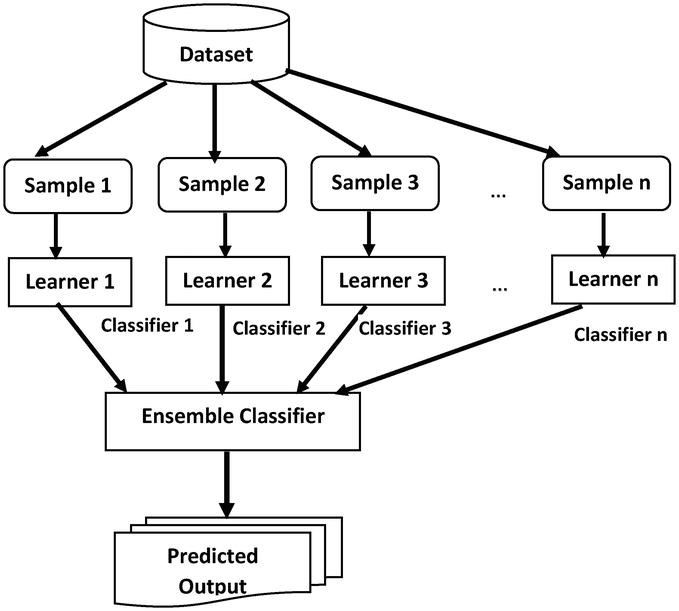 Dataset
Sample 1
Sample 2
Sample 3
...
Sample n
Learner 1
Learner 2
Learner 3
...
Learner n
Classifier 1
Classifier 2
Classifier 3
Classifier n
Ensemble Classifier
Predicted
Output